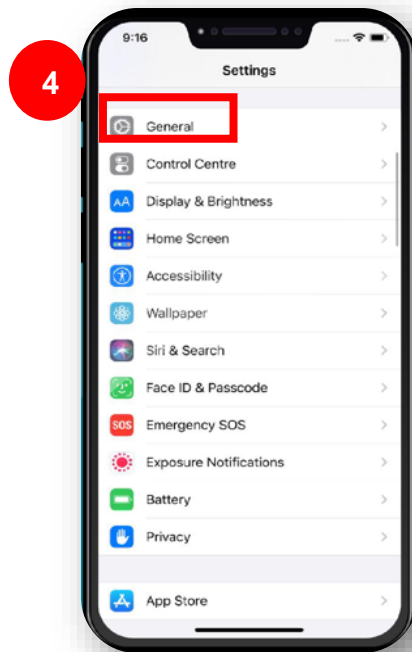 4
9:16
Settings
General
Control Centre
AA Display & Brightness
Home Screen
Accessibility
Wallpaper
Siri & Search
Face ID & Passcode
SOS Emergency SOS
Exposure Notifications
Battery
Privacy
App Store